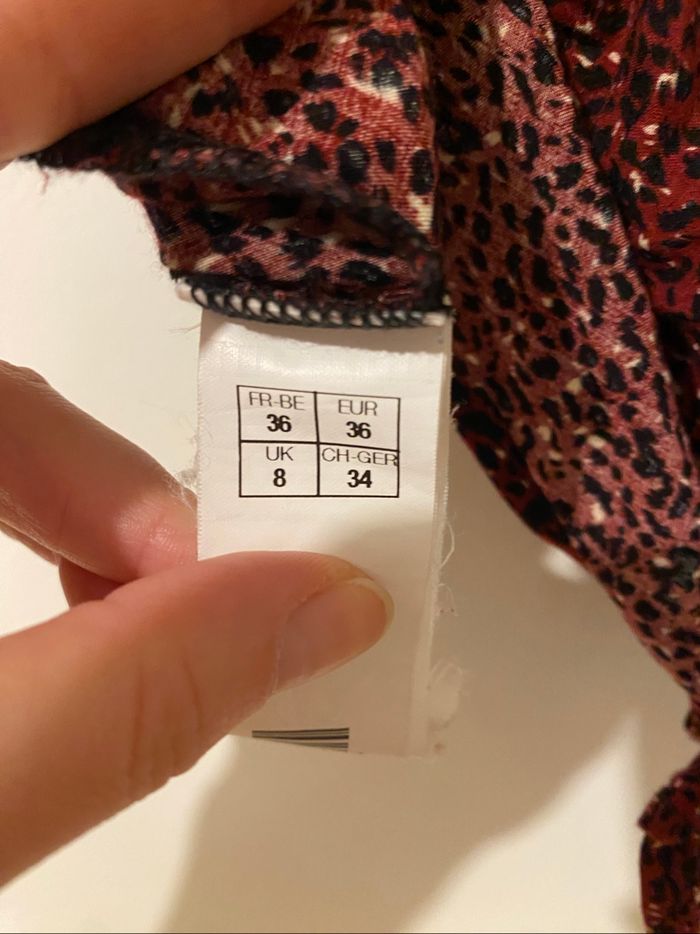 FR-BE EUR
36 36
UK CH-GER
8 34